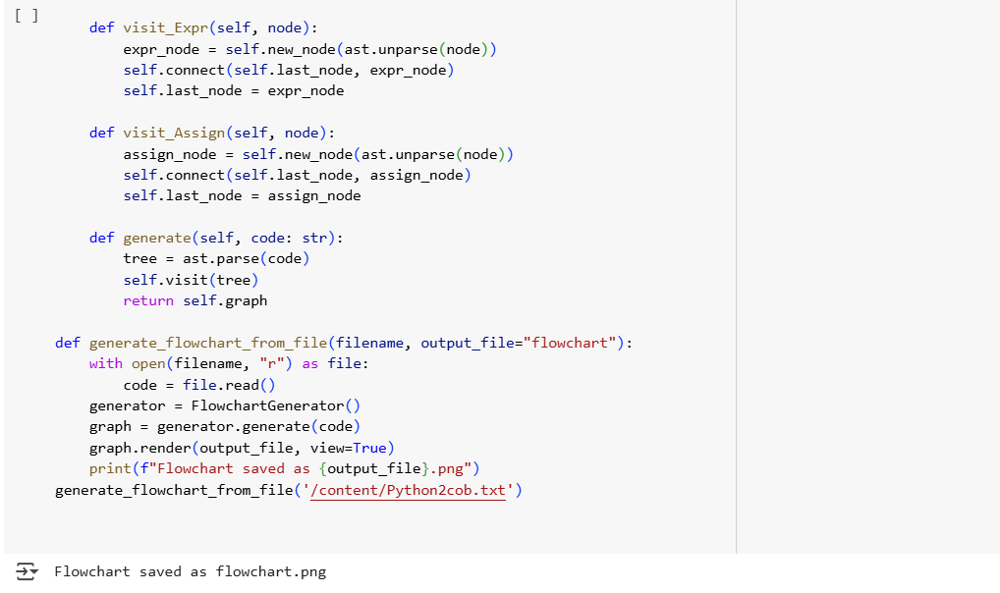 [ ]
    def visit_Expr(self, node):
        expr_node = self.new_node(ast.unparse(node))
        self.connect(self.last_node, expr_node)
        self.last_node = expr_node

    def visit_Assign(self, node):
        assign_node = self.new_node(ast.unparse(node))
        self.connect(self.last_node, assign_node)
        self.last_node = assign_node

    def generate(self, code: str):
        tree = ast.parse(code)
        self.visit(tree)
        return self.graph

def generate_flowchart_from_file(filename, output_file="flowchart"):
    with open(filename, "r") as file:
        code = file.read()
    generator = FlowchartGenerator()
    graph = generator.generate(code)
    graph.render(output_file, view=True)
    print(f"Flowchart saved as {output_file}.png")
generate_flowchart_from_file('/content/Python2cob.txt')

Flowchart saved as flowchart.png